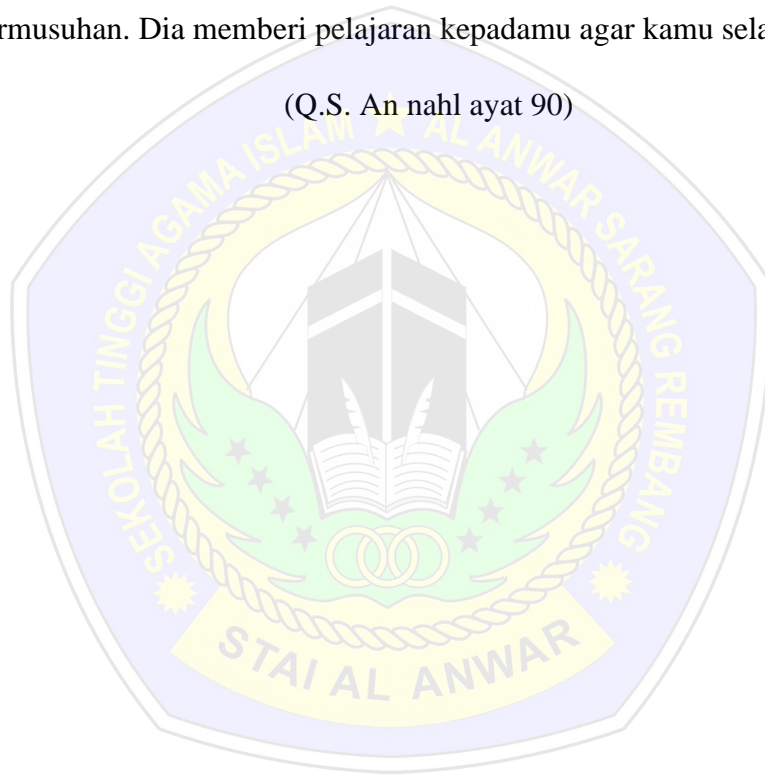 rmusuhan. Dia memberi pelajaran kepadamu agar kamu sela
(Q.S. An nahl ayat 90)
SEKOLAH TINGGI AGAMA ISLAM AL ANWAR SARANG REMBANG
STAI AL ANWAR